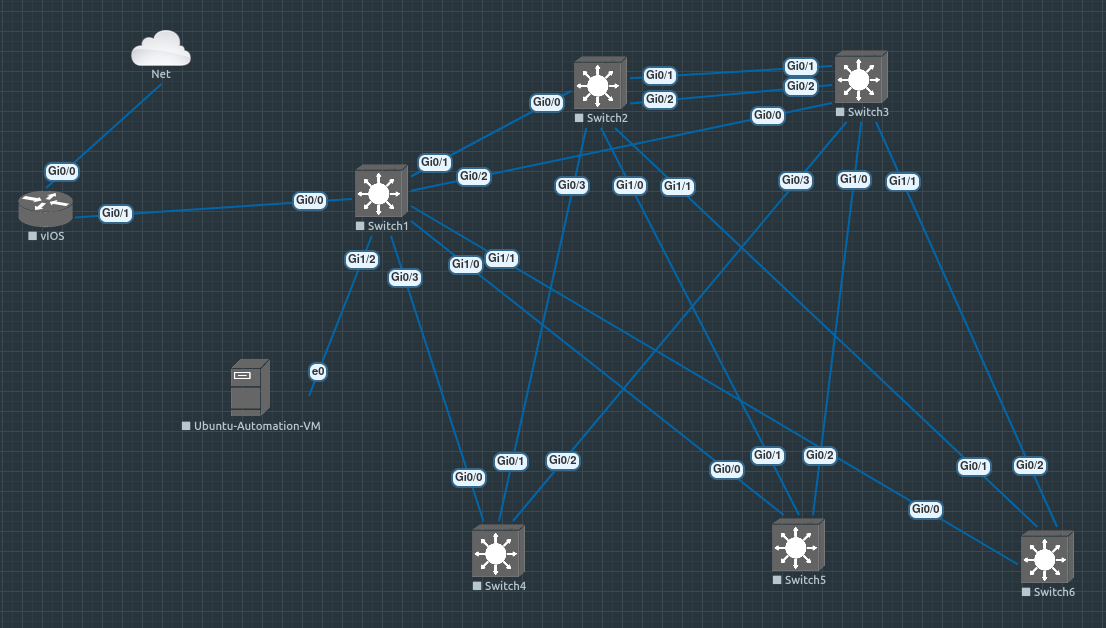 Net
Gi0/0
vIOS
Gi0/1
Gi0/0
Switch1
Gi0/1
Gi0/2
Gi0/0
Switch2
Gi0/1
Gi0/2
Gi0/1
Gi0/2
Gi0/0
Switch3
Gi0/3
Gi1/0
Gi1/1
Gi0/3
Gi1/0
Gi1/1
Gi1/2
Gi0/3
Gi1/0
Gi1/1
e0
Ubuntu-Automation-VM
Gi0/0
Gi0/1
Gi0/2
Switch4
Gi0/0
Gi0/1
Gi0/2
Switch5
Gi0/0
Gi0/1
Gi0/2
Switch6